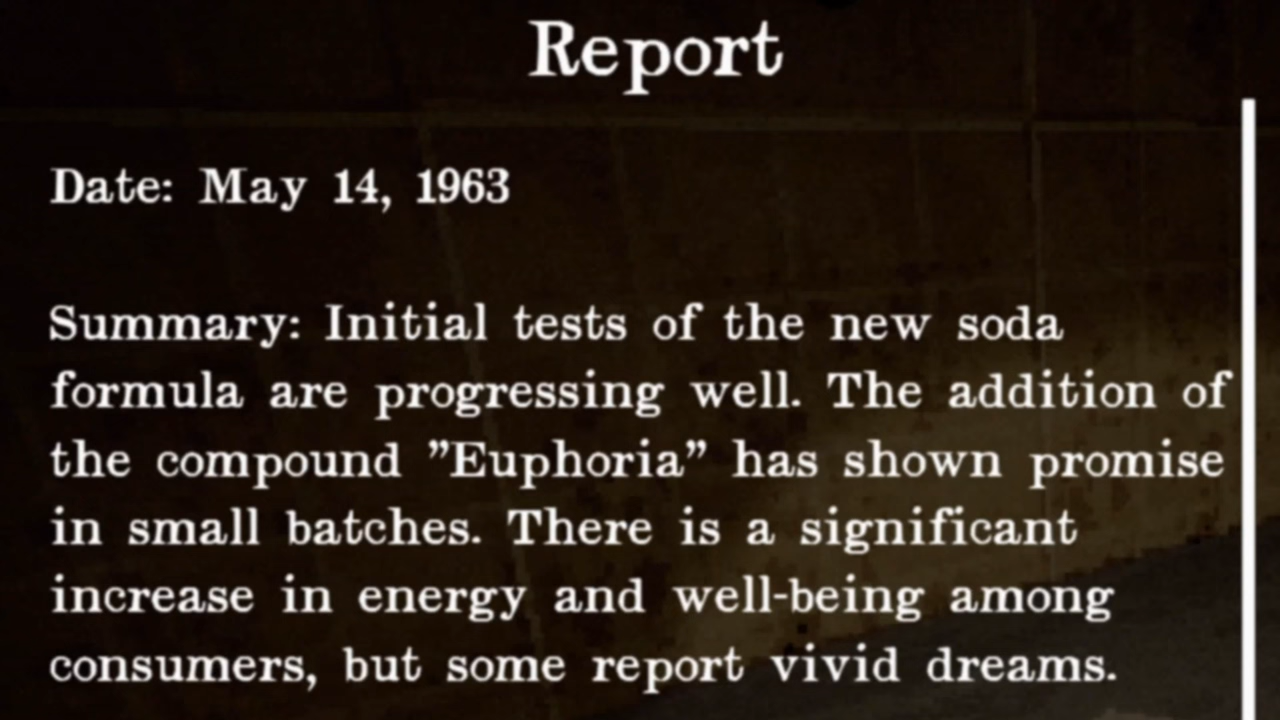 Report
Date: May 14, 1963
Summary: Initial tests of the new soda
formula are progressing well. The addition of
the compound ”Euphoria” has shown promise
in small batches. There is a significant
increase in energy and well-being among
consumers, but some report vivid dreams.